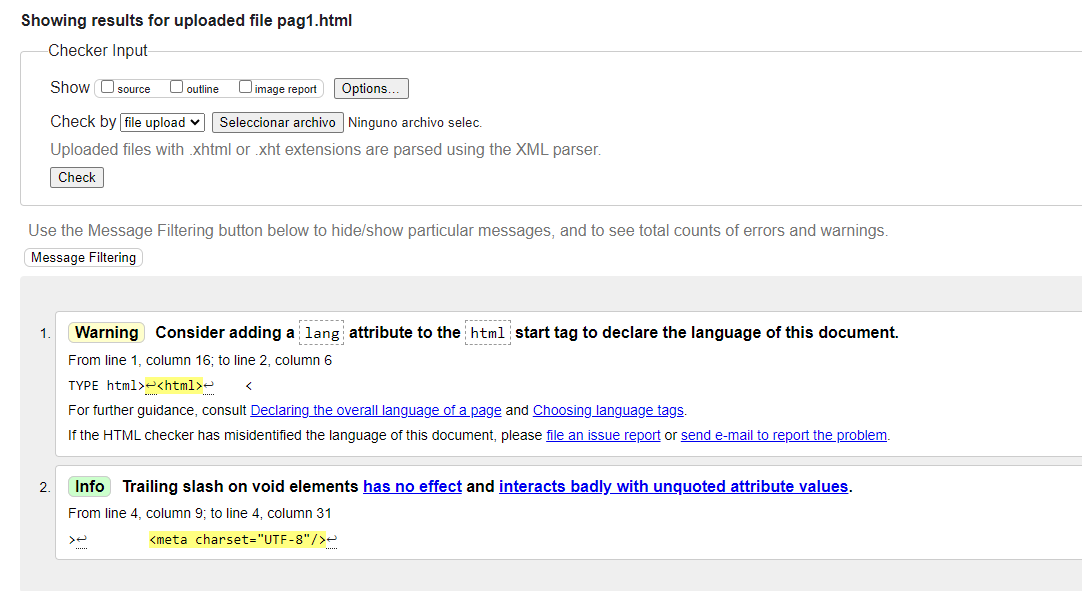 Showing results for uploaded file pag1.html
Checker Input
Show source outline image report Options...
Check by file upload Seleccionar archivo Ninguno archivo selec.
Uploaded files with .xhtml or .xht extensions are parsed using the XML parser.
Check
Use the Message Filtering button below to hide/show particular messages, and to see total counts of errors and warnings.
Message Filtering
1. Warning Consider adding a lang attribute to the html start tag to declare the language of this document.
From line 1, column 16; to line 2, column 6
TYPE html>↩<html>↩ <
For further guidance, consult Declaring the overall language of a page and Choosing language tags.
If the HTML checker has misidentified the language of this document, please file an issue report or send e-mail to report the problem.
2. Info Trailing slash on void elements has no effect and interacts badly with unquoted attribute values.
From line 4, column 9; to line 4, column 31
>↩ <meta charset="UTF-8"/>↩